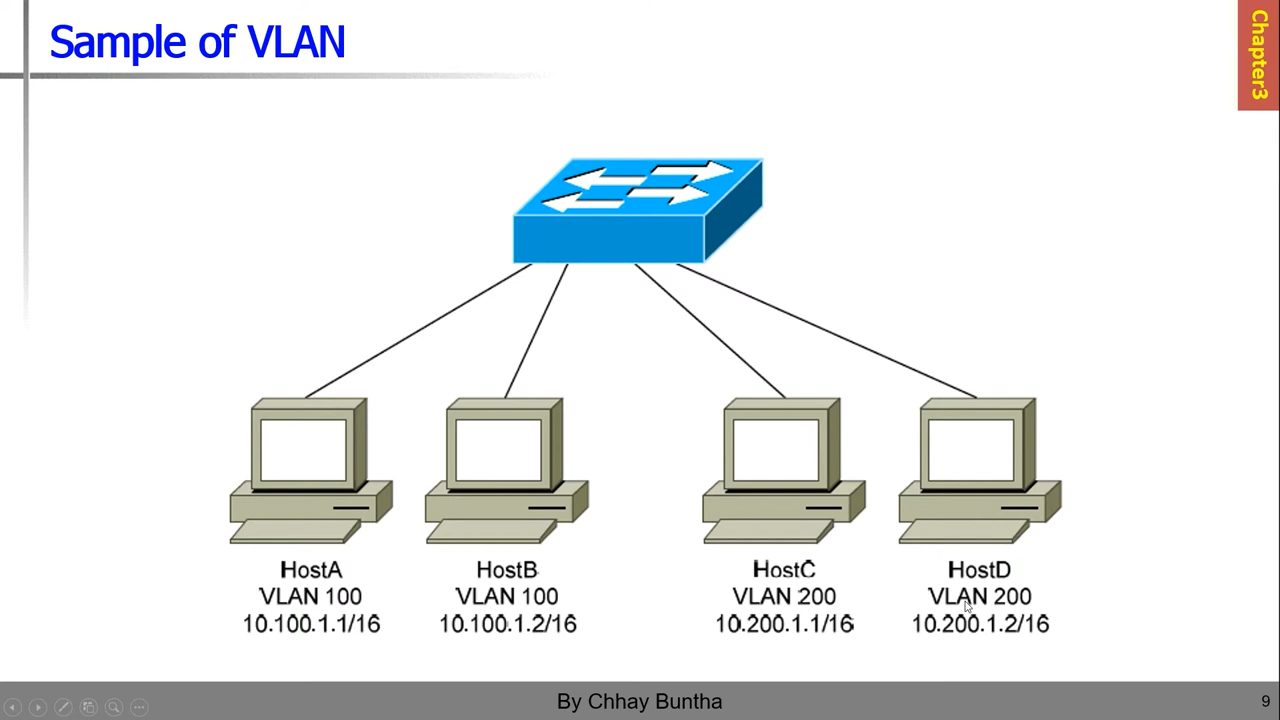 Sample of VLAN
Chapter3
HostA
VLAN 100
10.100.1.1/16
HostB
VLAN 100
10.100.1.2/16
HostC
VLAN 200
10.200.1.1/16
HostD
VLAN 200
10.200.1.2/16
By Chhay Buntha
9